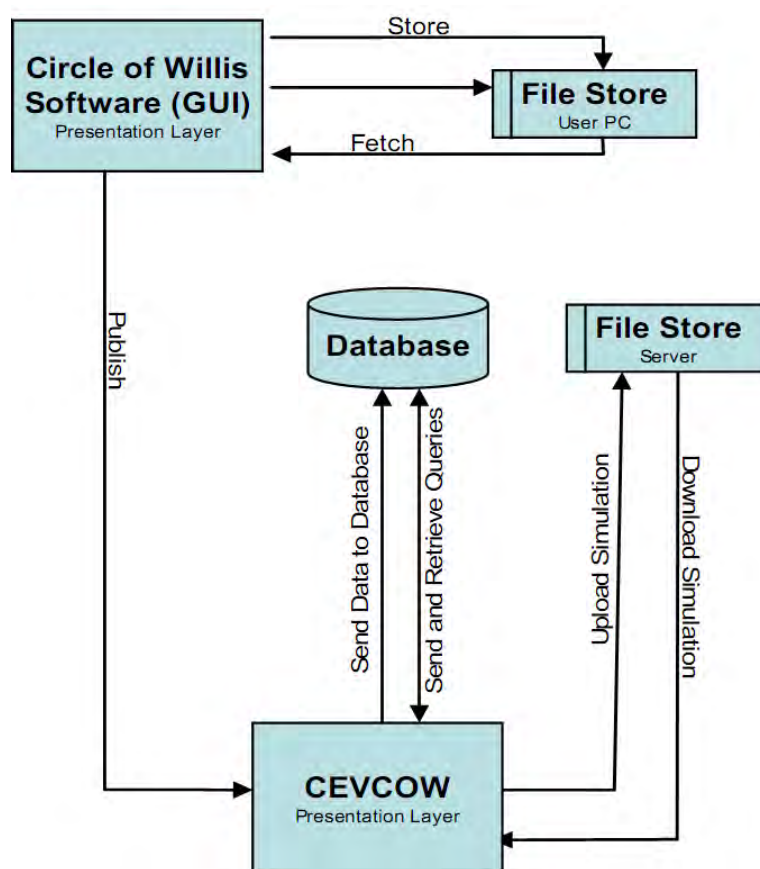 Store
Circle of Willis
Software (GUI)
Presentation Layer
File Store
User PC
Fetch
Publish
Database
File Store
Server
Send Data to Database
Send and Retrieve Queries
Upload Simulation
Download Simulation
CEVCOW
Presentation Layer